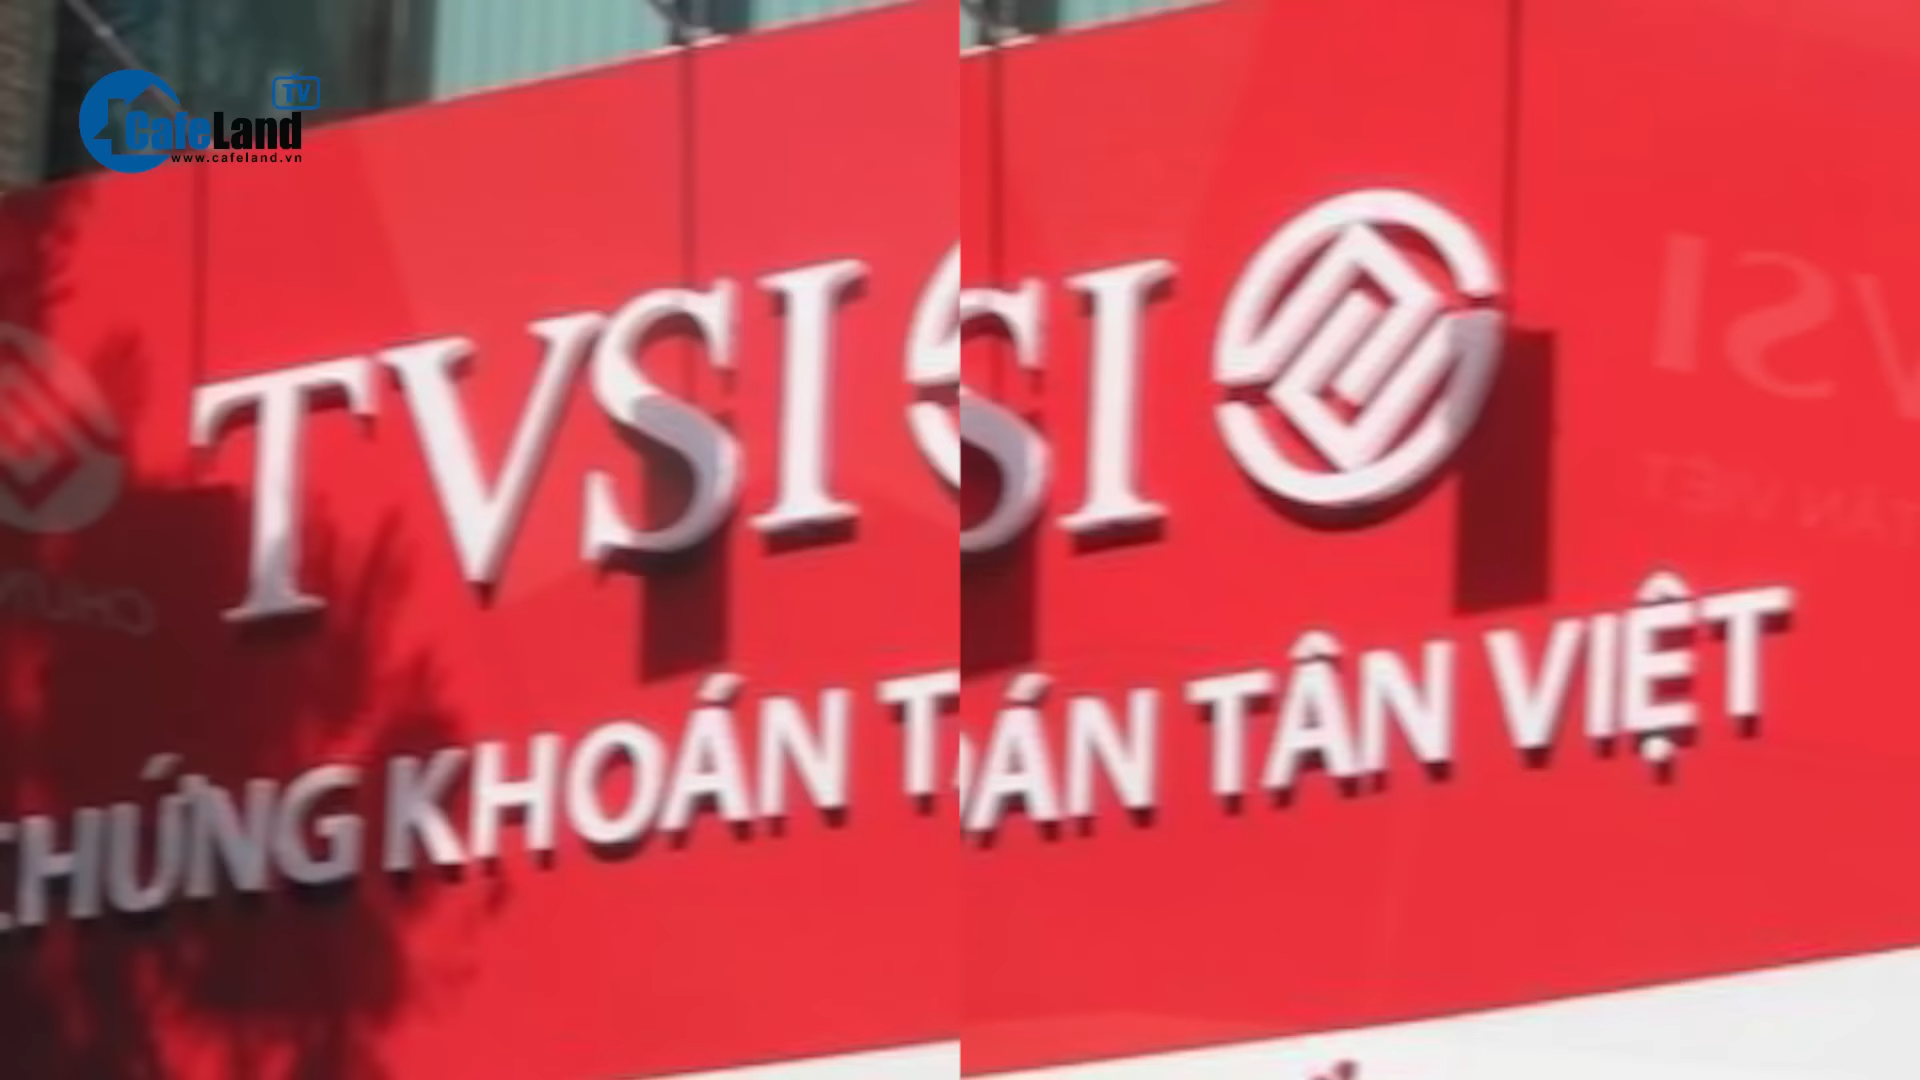 TV
CafeLand
www.cafeland.vn
TVSI SI
CHỨNG KHOÁN T ÁN TÂN VIỆT